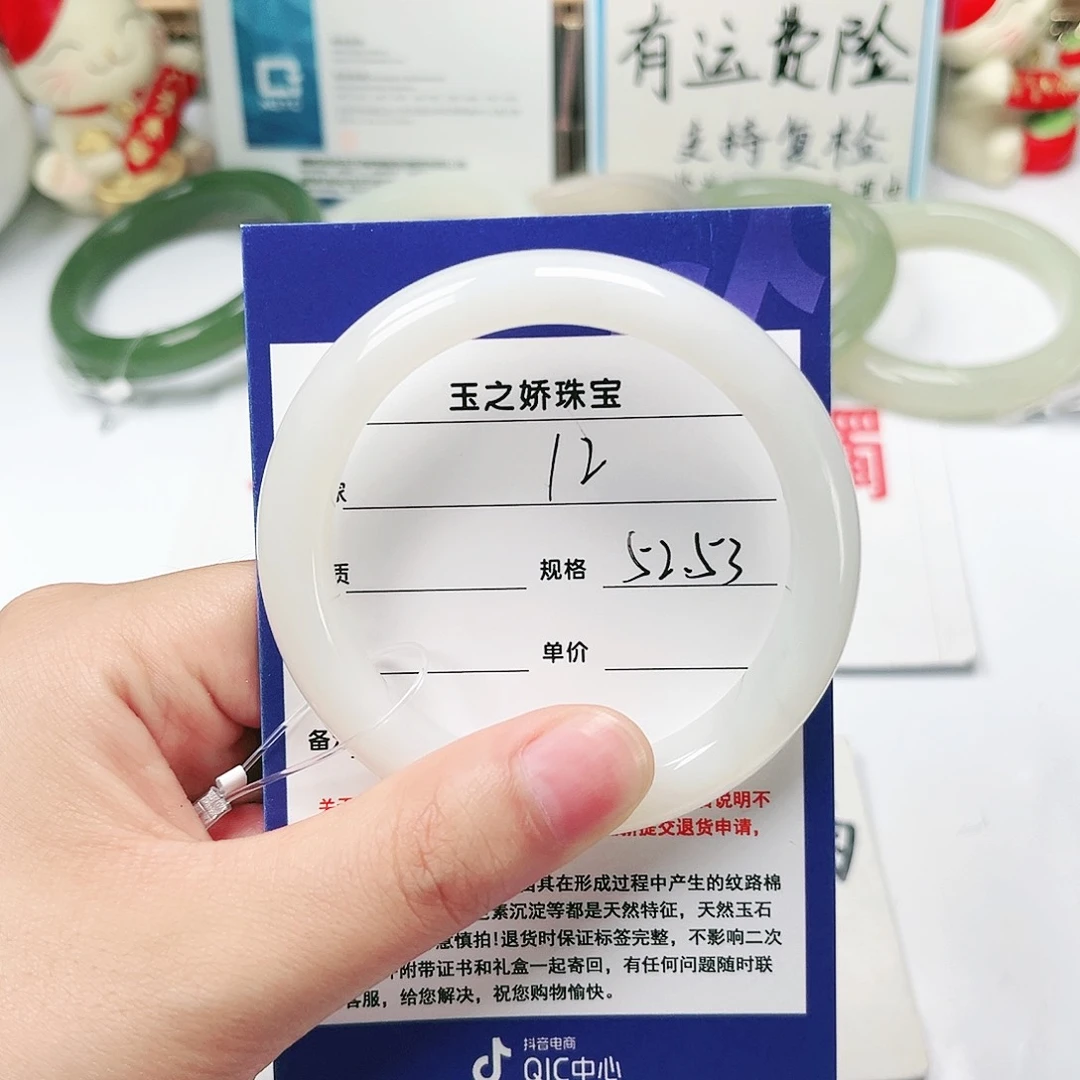 有运费险
支持复检
玉之娇珠宝
12
质
规格 52.53
单价
备
说明不
提交退货申请,
其在形成过程中产生的纹路棉
素沉淀等都是天然特征,天然玉石
慎拍!退货时保证标签完整,不影响二次
附带证书和礼盒一起寄回,有任何问题随时联
客服,给您解决,祝您购物愉快。
抖音电商
QIC中心